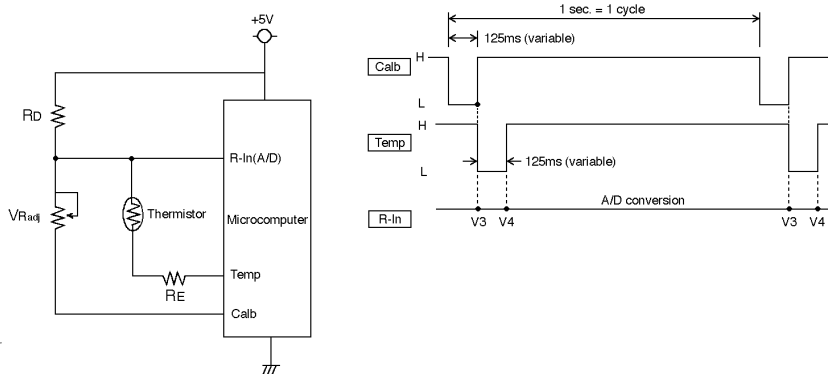 +5V
RD
R-In(A/D)
VRadj
Thermistor
Microcomputer
Temp
RE
Calb
1 sec. = 1 cycle
125ms (variable)
Calb
H
L
Temp
H
L
125ms (variable)
A/D conversion
R-In
V3 V4 V3 V4